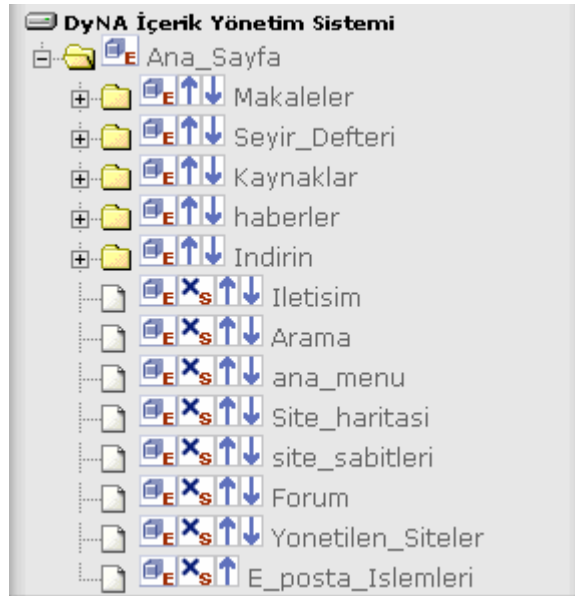 DyNA İçerik Yönetim Sistemi
E Ana_Sayfa
E Makaleler
E Seyir_Defteri
E Kaynaklar
E haberler
E Indirin
E S Iletisim
E S Arama
E S ana_menu
E S Site_haritasi
E S site_sabitleri
E S Forum
E S Yonetilen_Siteler
E S E_posta_Islemleri